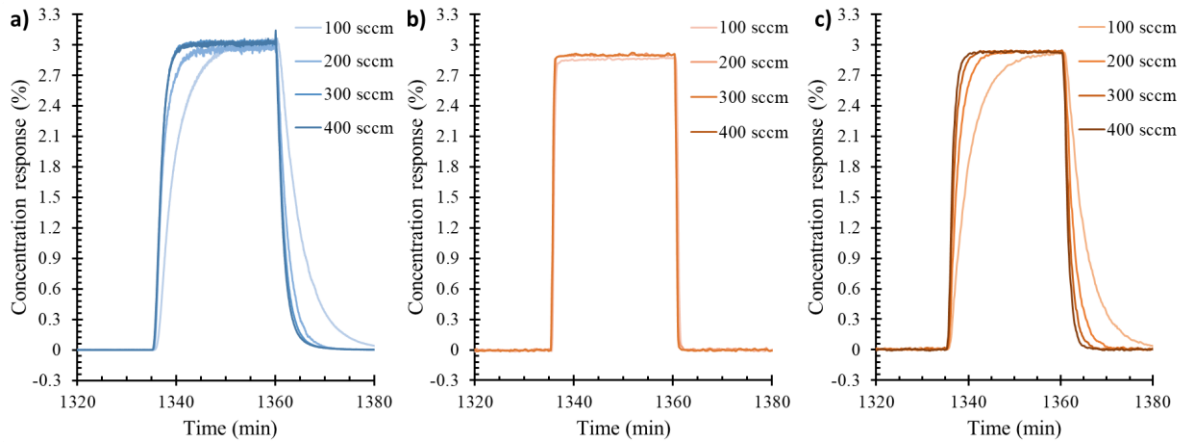 a)
Concentration response (%)
3.3
3
2.7
2.4
2.1
1.8
1.5
1.2
0.9
0.6
0.3
0
-0.3
1320
1340
1360
1380
Time (min)
100 sccm
200 sccm
300 sccm
400 sccm
b)
Concentration response (%)
3.3
3
2.7
2.4
2.1
1.8
1.5
1.2
0.9
0.6
0.3
0
-0.3
1320
1340
1360
1380
Time (min)
100 sccm
200 sccm
300 sccm
400 sccm
c)
Concentration response (%)
3.3
3
2.7
2.4
2.1
1.8
1.5
1.2
0.9
0.6
0.3
0
-0.3
1320
1340
1360
1380
Time (min)
100 sccm
200 sccm
300 sccm
400 sccm